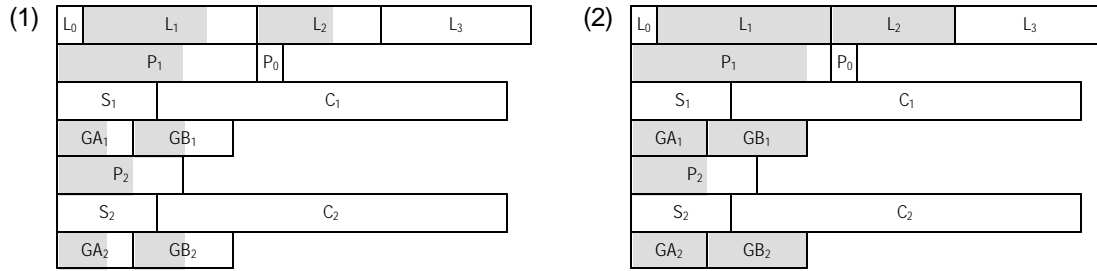 (1) L₀ L₁ L₂ L₃
P₁ P₀
S₁ C₁
GA₁ GB₁
P₂
S₂ C₂
GA₂ GB₂
(2) L₀ L₁ L₂ L₃
P₁ P₀
S₁ C₁
GA₁ GB₁
P₂
S₂ C₂
GA₂ GB₂